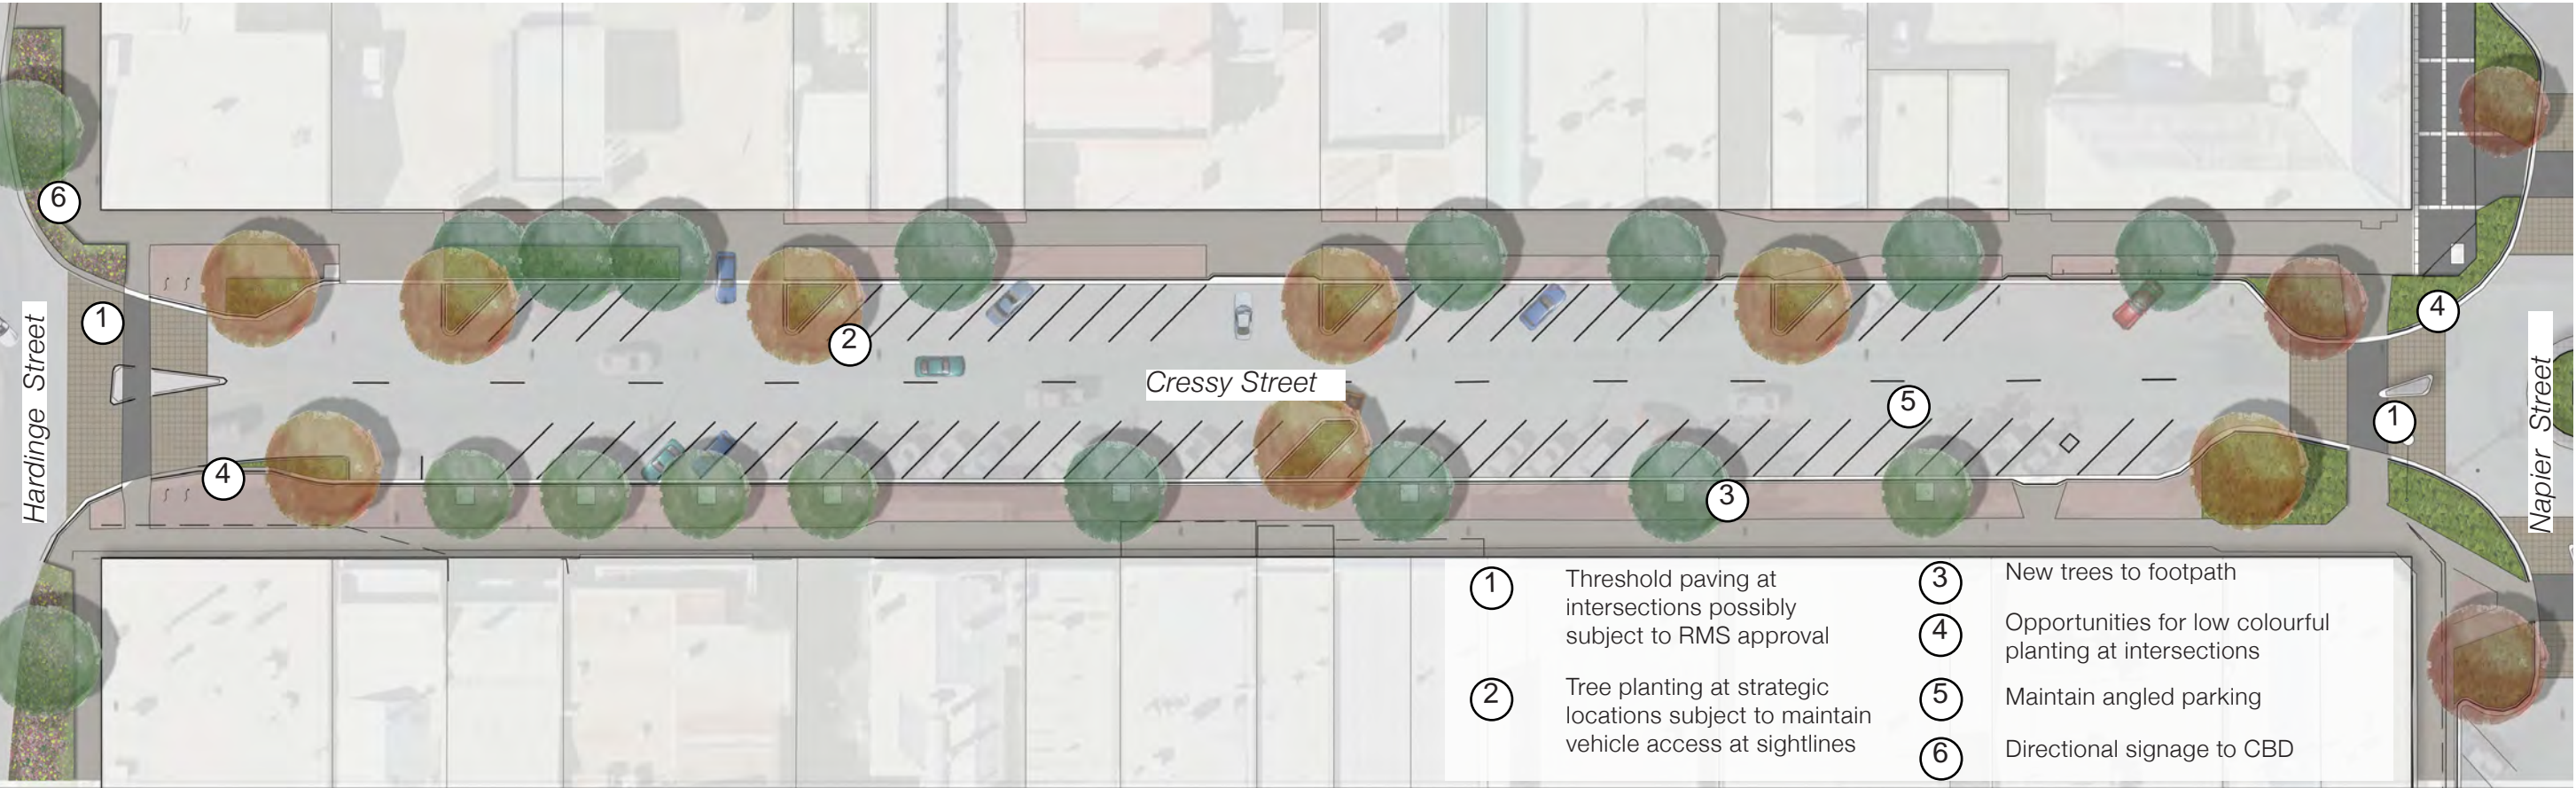 6
1
2
4
Hardinge Street
Cressy Street
5
1
Napier Street
4
3
1
Threshold paving at
intersections possibly
subject to RMS approval
2
Tree planting at strategic
locations subject to maintain
vehicle access at sightlines
3
New trees to footpath
4
Opportunities for low colourful
planting at intersections
5
Maintain angled parking
6
Directional signage to CBD